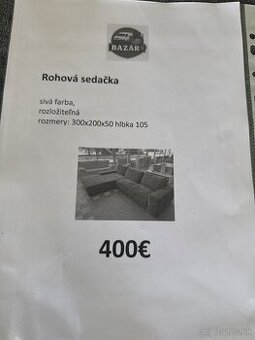 BAZÁR
Rohová sedačka
sivá farba,
rozložiteľná
rozmery: 300x200x50 hĺbka 105
400€